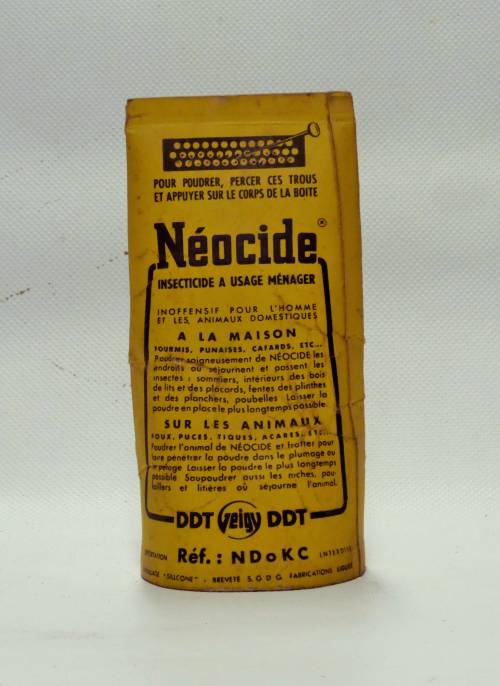 POUR POUDRER, PERCER CES TROUS
ET APPUYER SUR LE CORPS DE LA BOITE
Néocide®
INSECTICIDE A USAGE MÉNAGER
INOFFENSIF POUR L'HOMME
ET LES ANIMAUX DOMESTIQUES
A LA MAISON
FOURMIS, PUNAISES, CAFARDS, ETC...
Poudrer soigneusement de NÉOCIDE les
endroits où séjournent et passent les
insectes : sommiers, intérieurs des bois
de lits et des placards, fentes des plinthes
et des planchers, poubelles Laisser la
poudre en place le plus longtemps possible.
SUR LES ANIMAUX
POUX, PUCES, TIQUES, ACARES, ETC...
Poudrer l'animal de NÉOCIDE et frotter pour
faire pénétrer la poudre dans le plumage ou
le pelage Laisser la poudre le plus longtemps
possible Saupoudrer aussi les niches, pou-
laillers et litières où séjourne l'animal.
DDT Geigy DDT
Réf. : NDoKC INTERDITE
"SILLCONE" - BREVETÉ S.G.D.G. FABRICATIONS